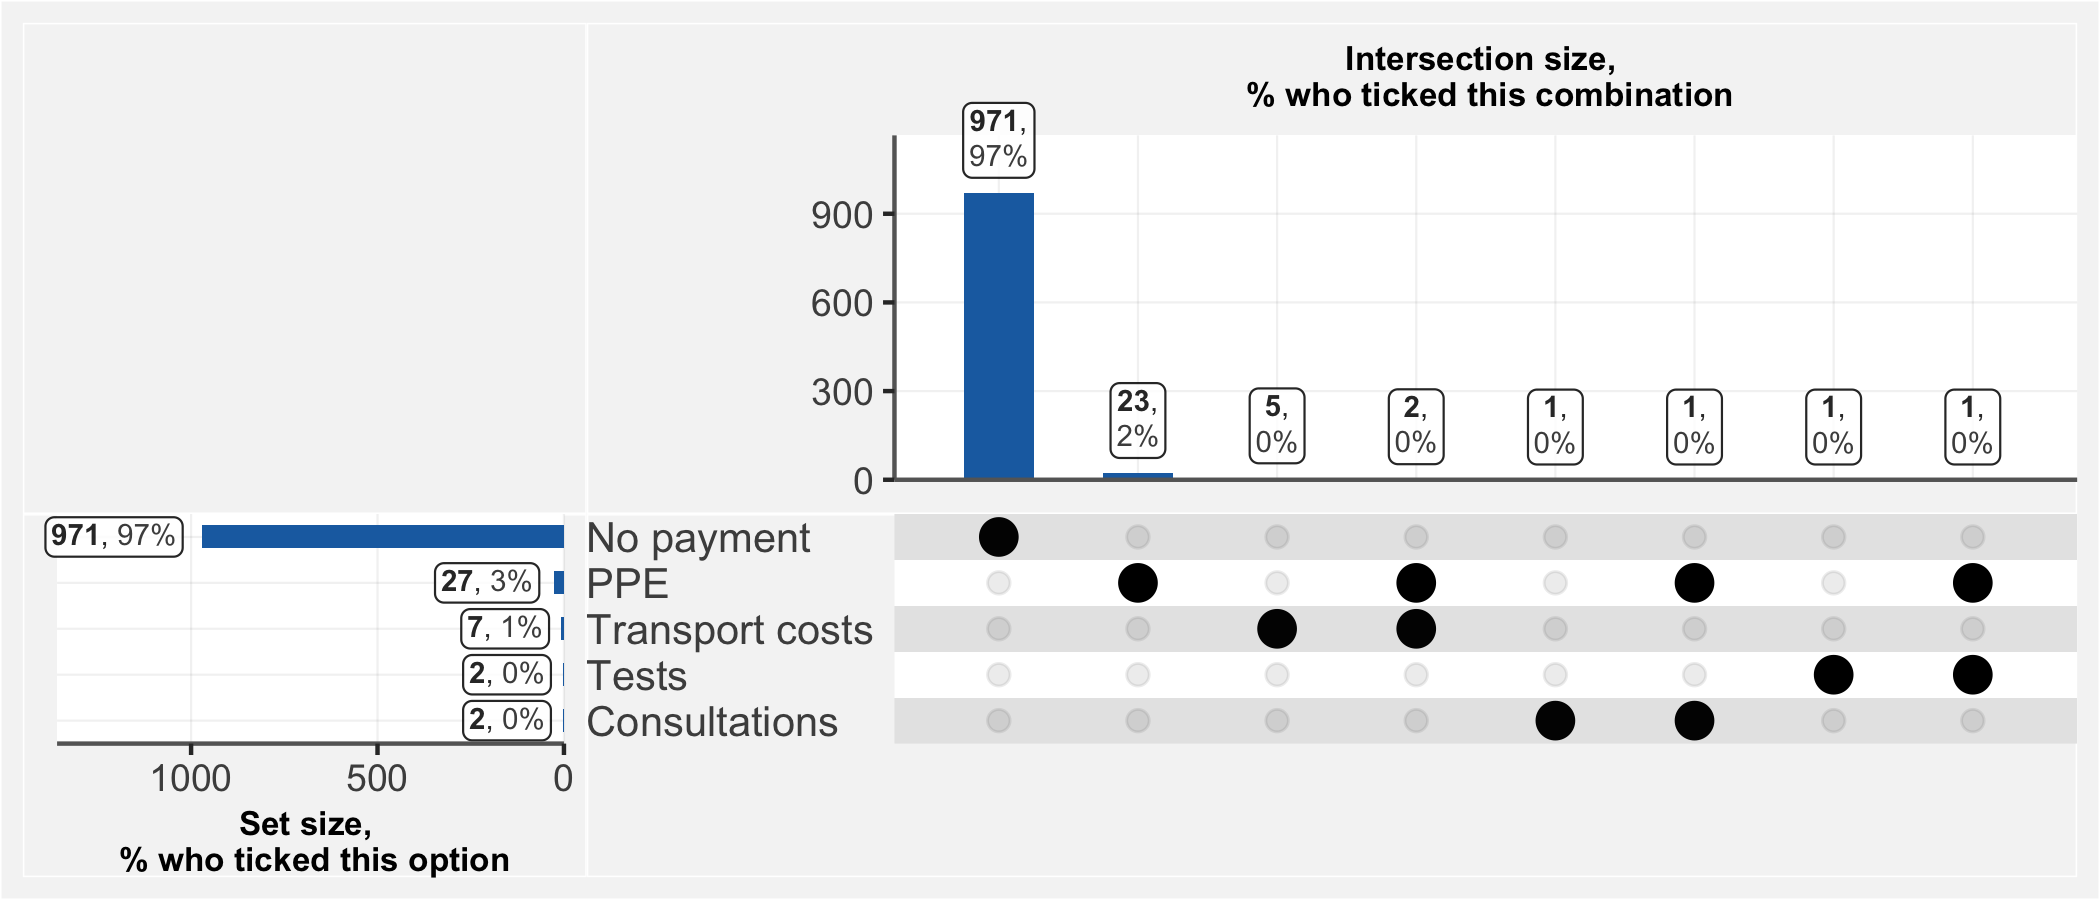 Intersection size,
% who ticked this combination
971,
97%
900
600
300
0
23,
2%
5,
0%
2,
0%
1,
0%
1,
0%
1,
0%
1,
0%
971, 97%
No payment
27, 3%
PPE
7, 1%
Transport costs
2, 0%
Tests
2, 0%
Consultations
1000 500 0
Set size,
% who ticked this option